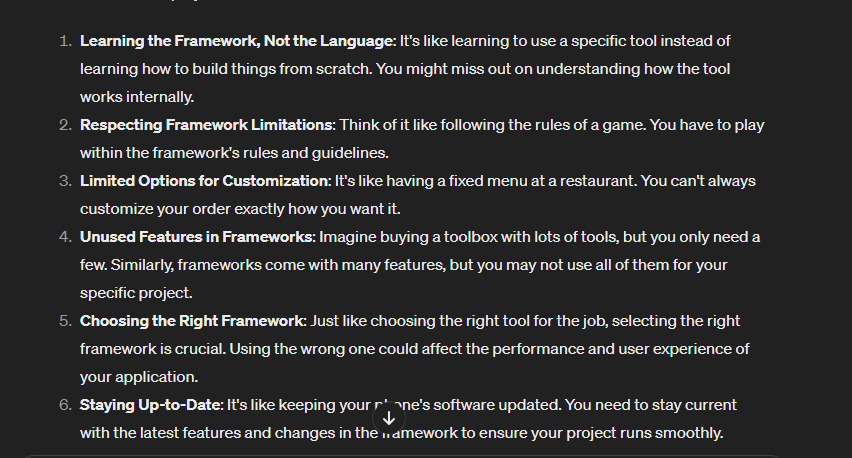 1. Learning the Framework, Not the Language: It's like learning to use a specific tool instead of
learning how to build things from scratch. You might miss out on understanding how the tool
works internally.
2. Respecting Framework Limitations: Think of it like following the rules of a game. You have to play
within the framework's rules and guidelines.
3. Limited Options for Customization: It's like having a fixed menu at a restaurant. You can't always
customize your order exactly how you want it.
4. Unused Features in Frameworks: Imagine buying a toolbox with lots of tools, but you only need a
few. Similarly, frameworks come with many features, but you may not use all of them for your
specific project.
5. Choosing the Right Framework: Just like choosing the right tool for the job, selecting the right
framework is crucial. Using the wrong one could affect the performance and user experience of
your application.
6. Staying Up-to-Date: It's like keeping your phone's software updated. You need to stay current
with the latest features and changes in the framework to ensure your project runs smoothly.